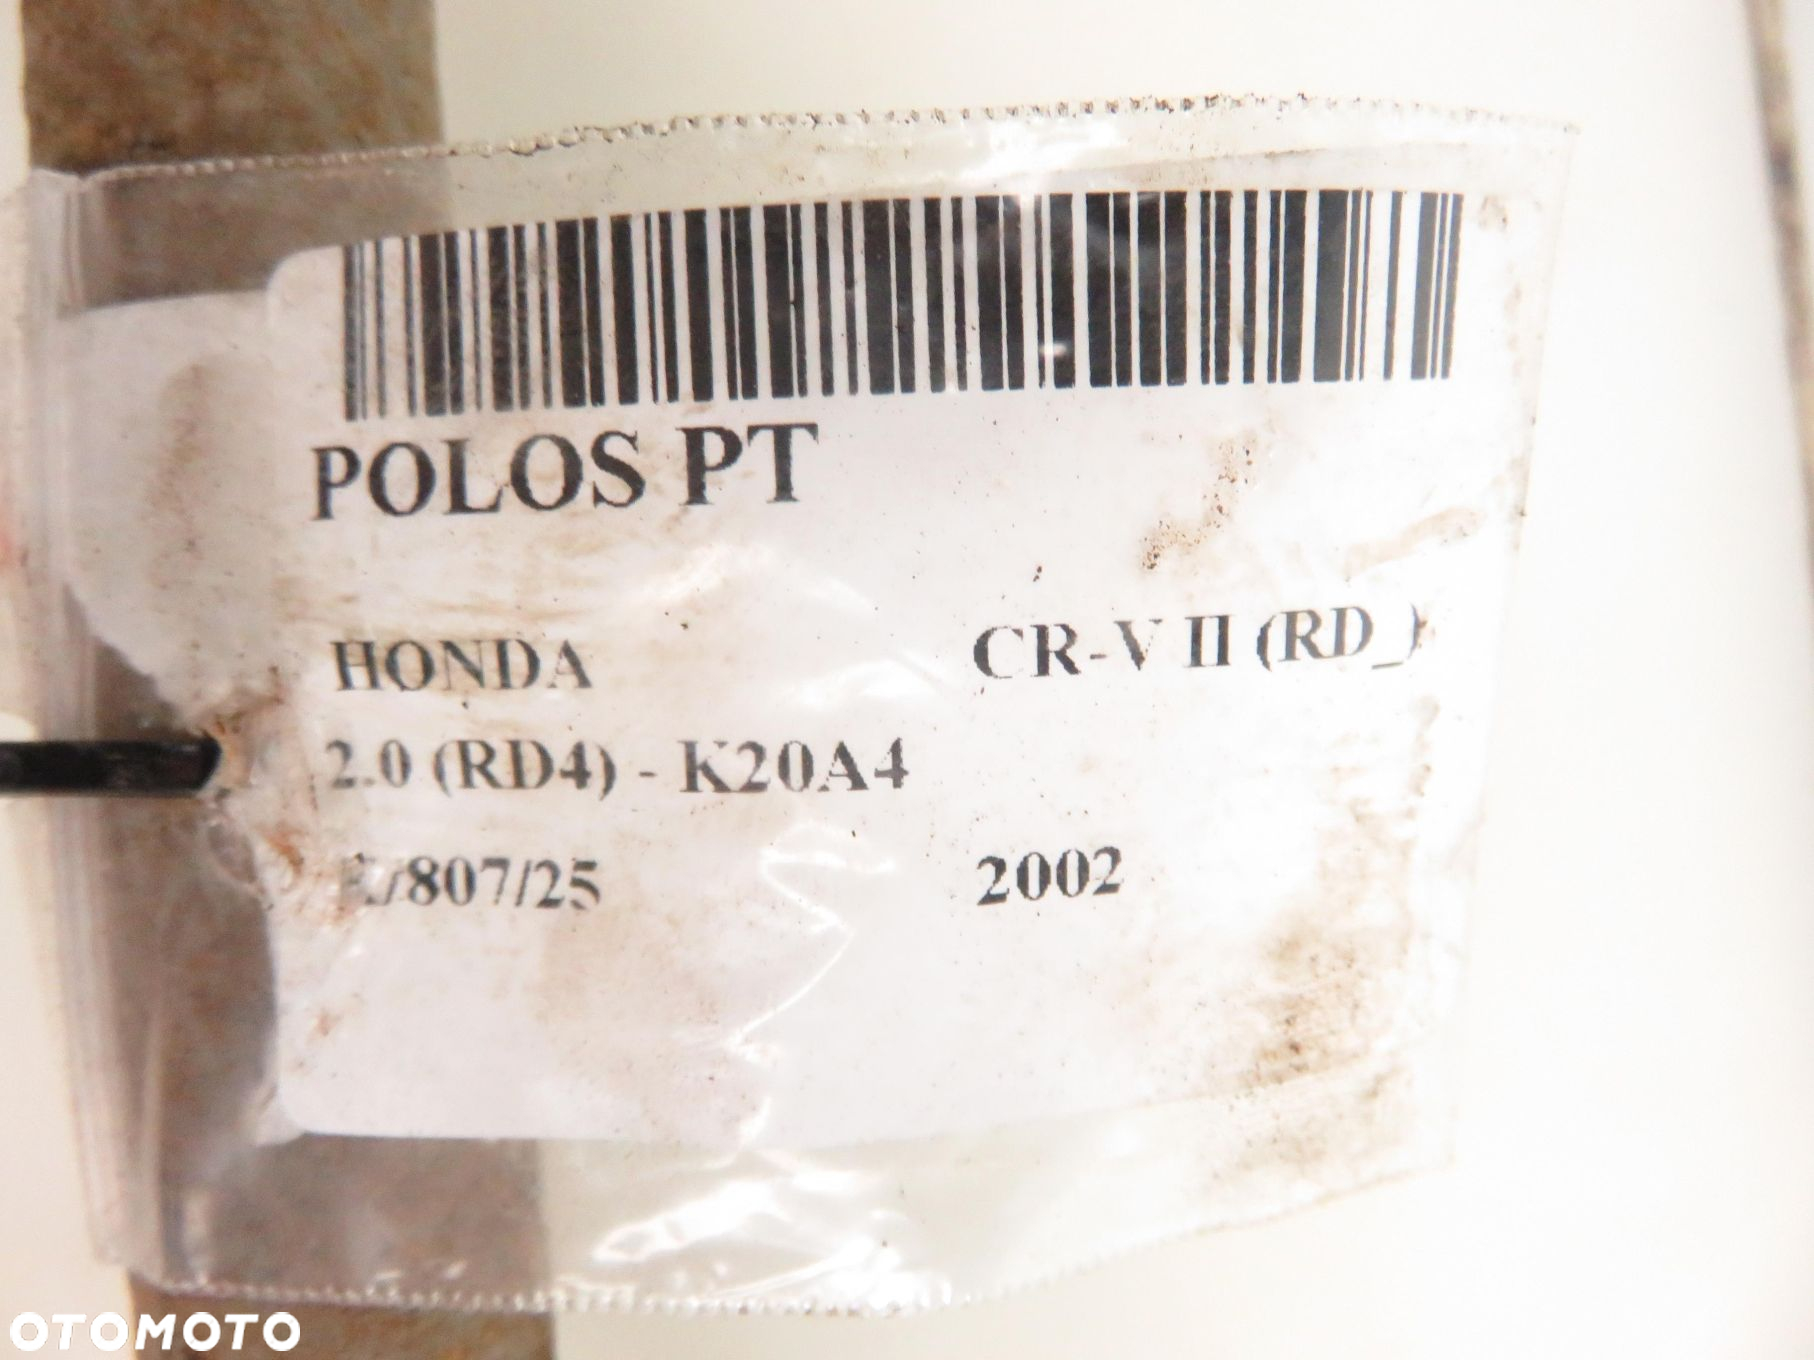 POLOS PT
HONDA CR-V II (RD_)
2.0 (RD4) - K20A4
/807/25 2002
OTOMOTO